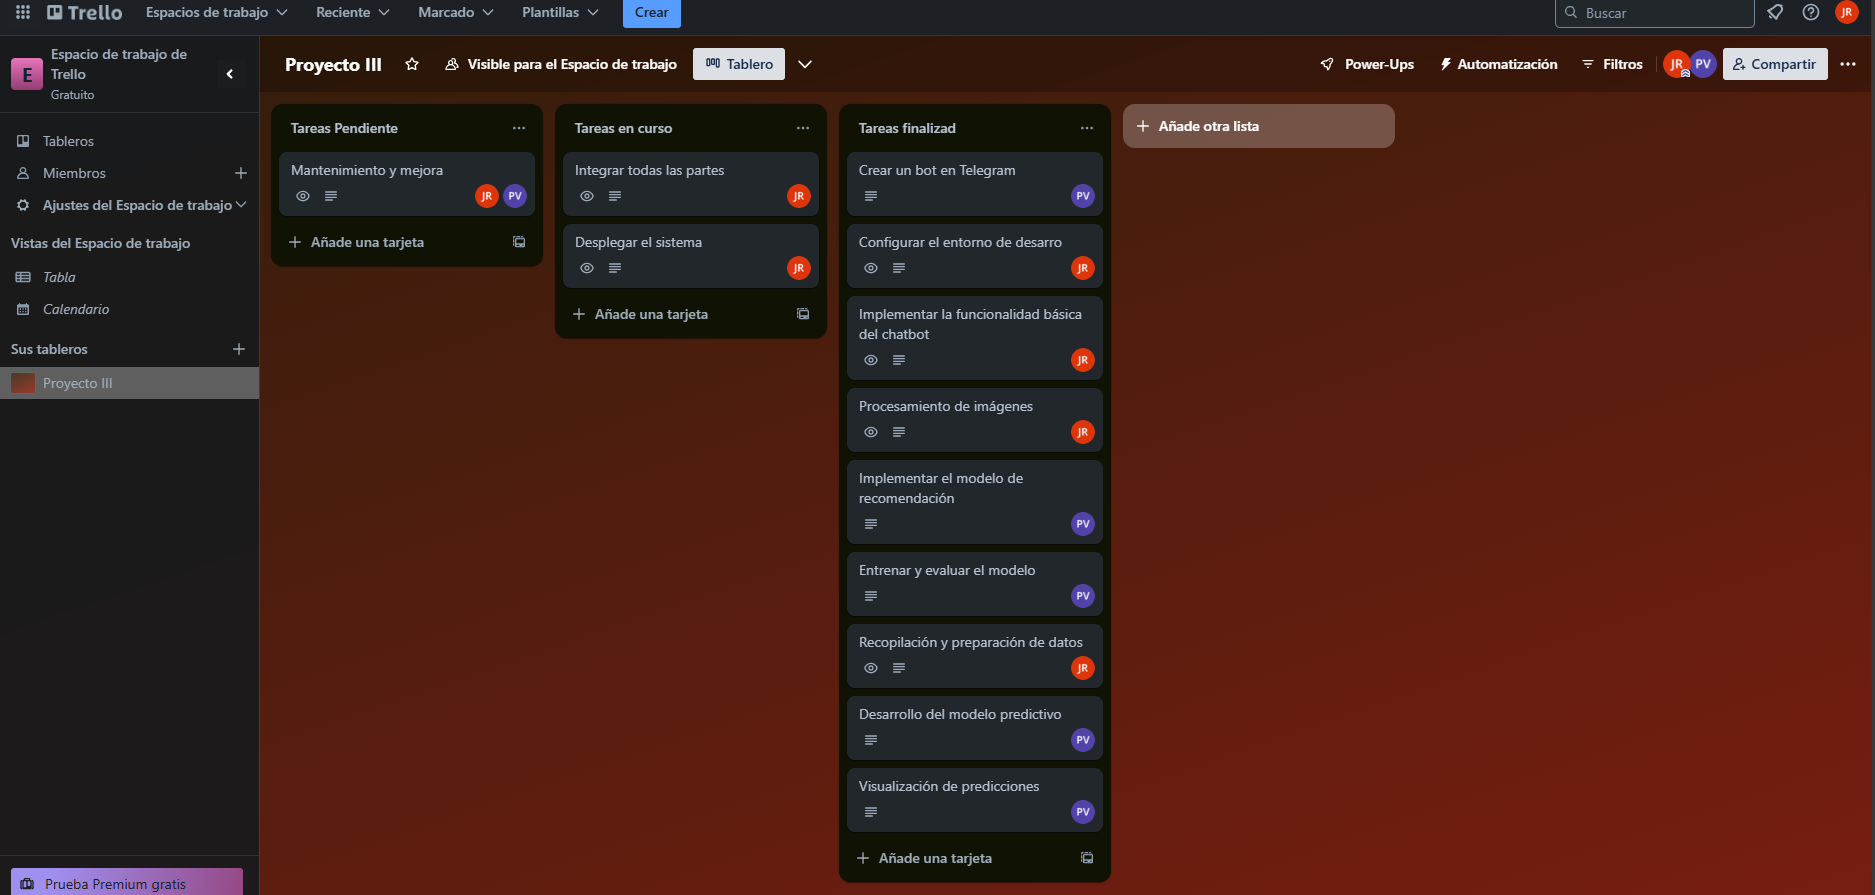 Trello
Espacios de trabajo
Reciente
Marcado
Plantillas
Crear
Buscar
JR
E
Espacio de trabajo de
Trello
Gratuito
Proyecto III
Visible para el Espacio de trabajo
Tablero
Power-Ups
Automatización
Filtros
JR
PV
Compartir
Tableros
Miembros
Ajustes del Espacio de trabajo
Vistas del Espacio de trabajo
Tabla
Calendario
Sus tableros
Proyecto III
Prueba Premium gratis
Tareas Pendiente
Mantenimiento y mejora
JR
PV
Añade una tarjeta
Tareas en curso
Integrar todas las partes
JR
Desplegar el sistema
JR
Añade una tarjeta
Tareas finalizad
Crear un bot en Telegram
PV
Configurar el entorno de desarro
JR
Implementar la funcionalidad básica
del chatbot
JR
Procesamiento de imágenes
JR
Implementar el modelo de
recomendación
PV
Entrenar y evaluar el modelo
PV
Recopilación y preparación de datos
JR
Desarrollo del modelo predictivo
PV
Visualización de predicciones
PV
Añade una tarjeta
Añade otra lista